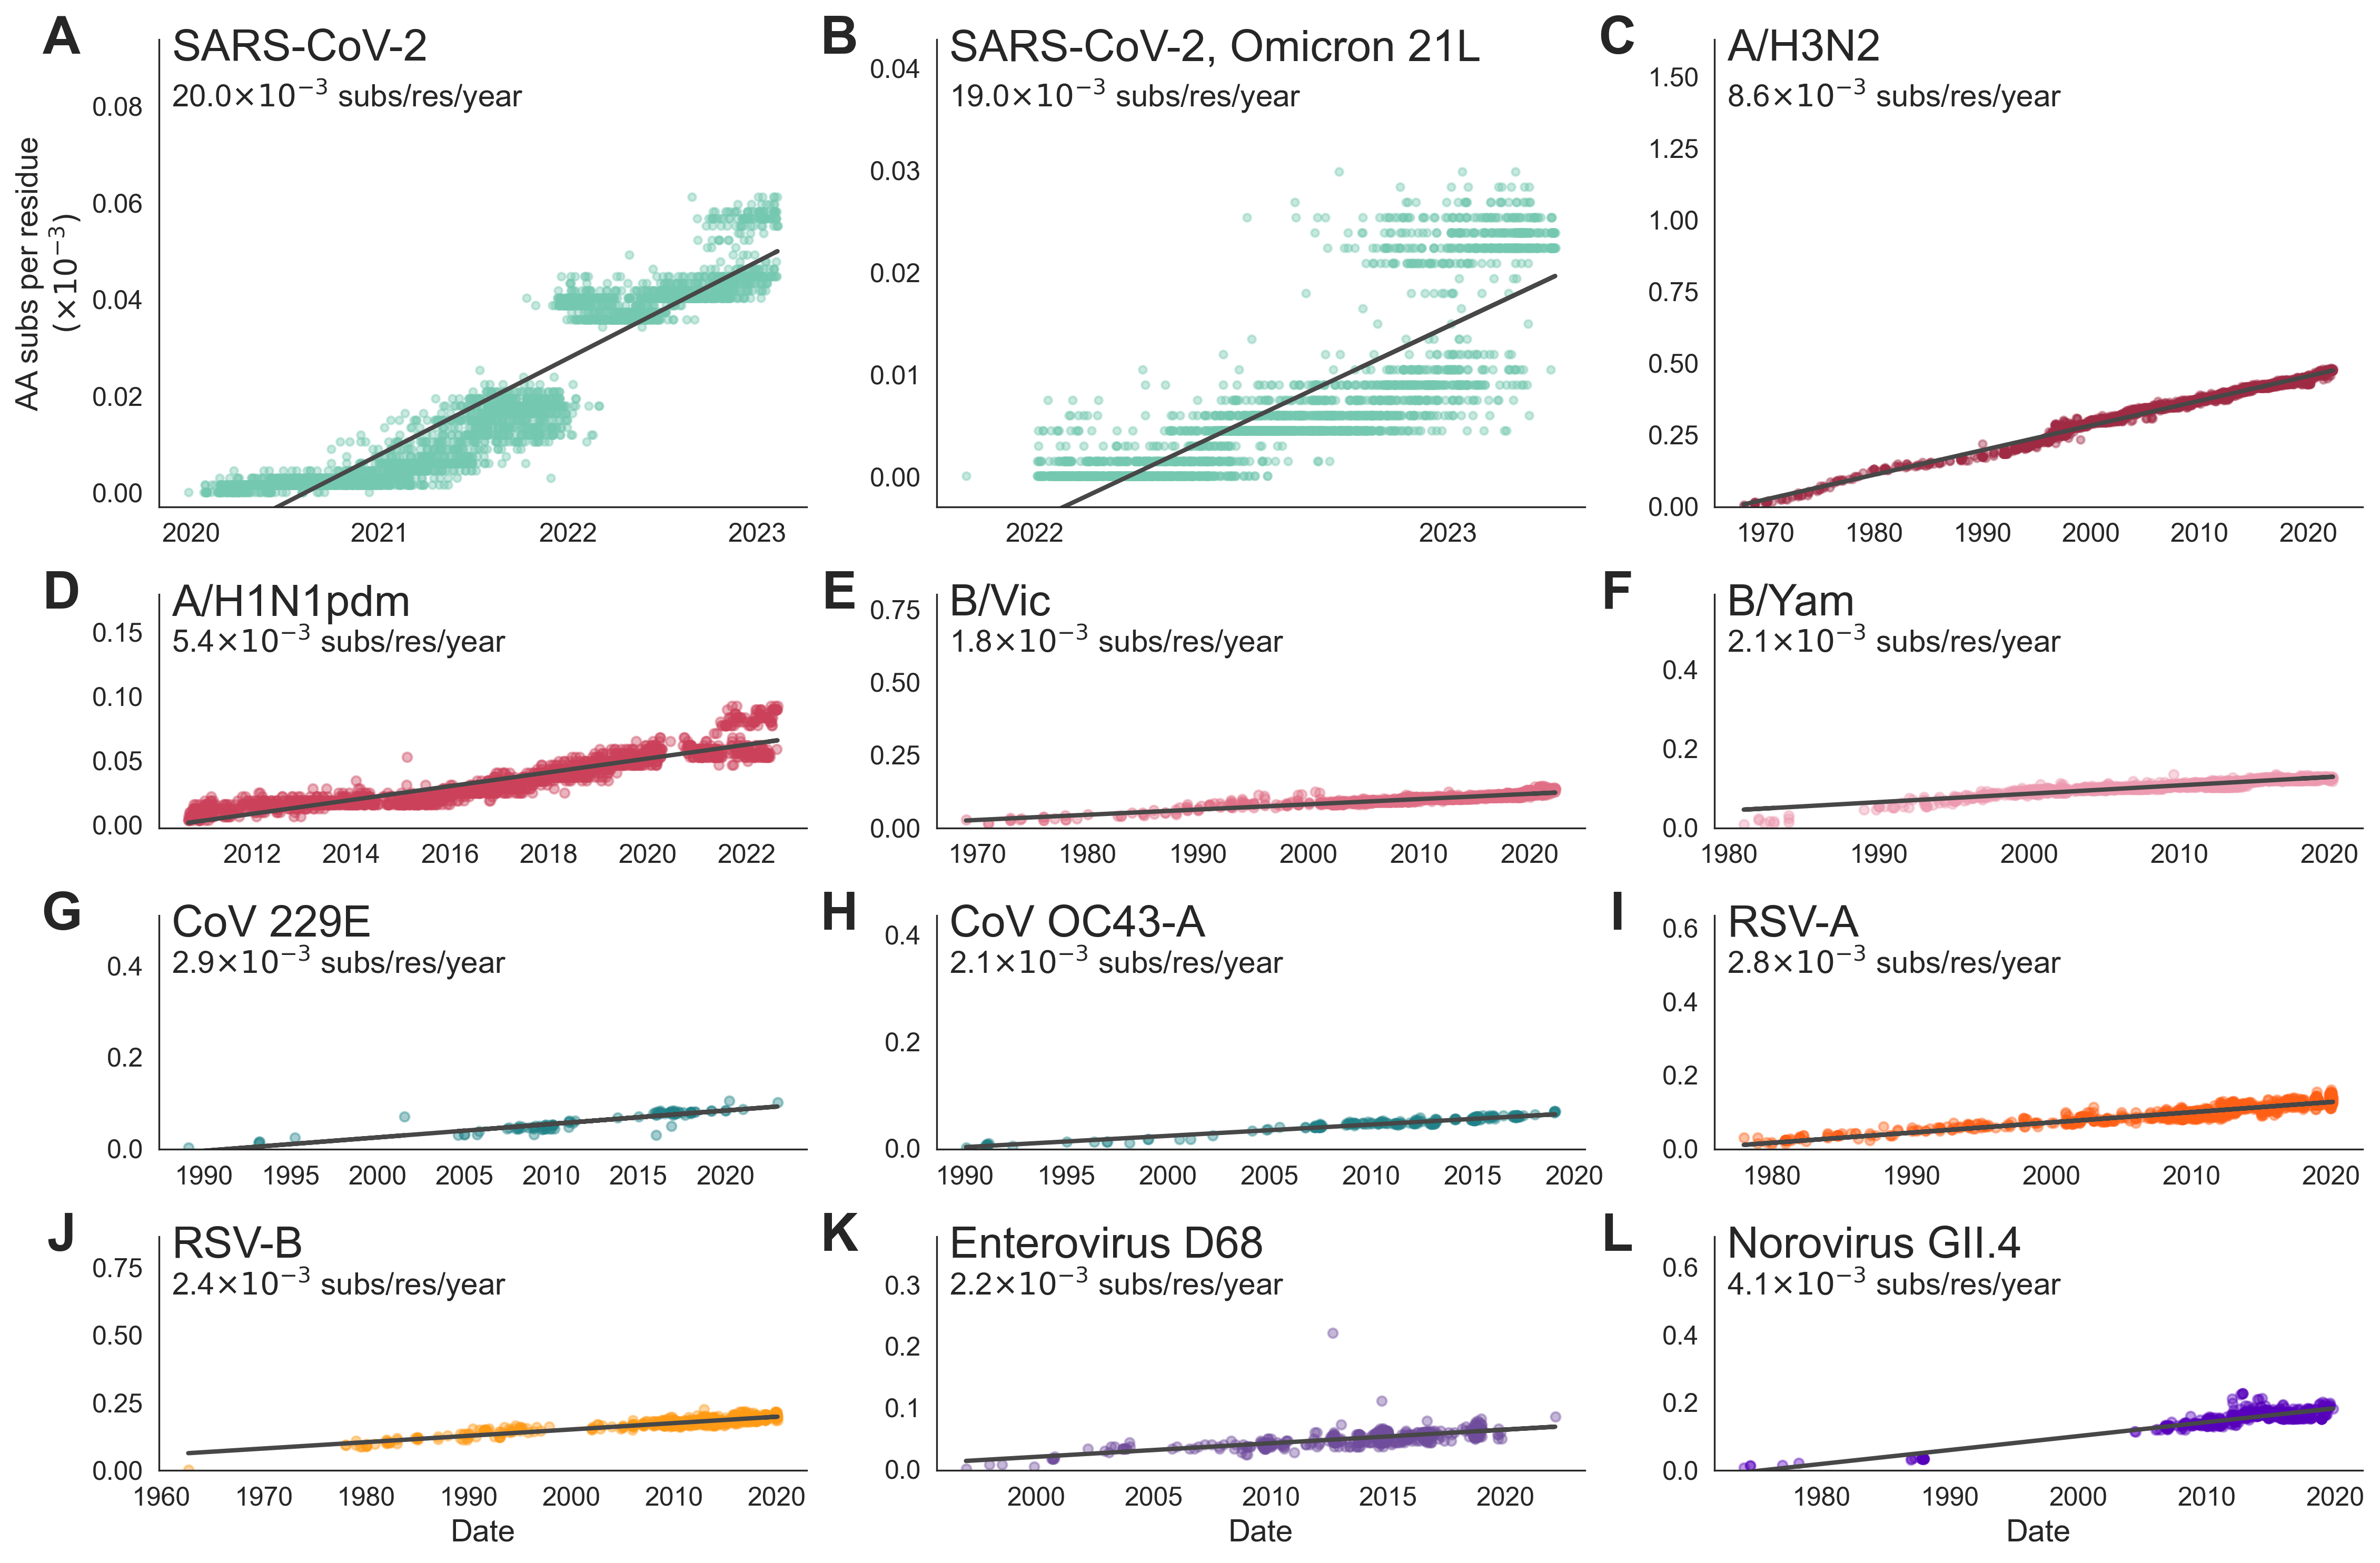 A
SARS-CoV-2
20.0×10⁻³ subs/res/year
AA subs per residue
(×10⁻³)
0.08
0.06
0.04
0.02
0.00
2020 2021 2022 2023
B
SARS-CoV-2, Omicron 21L
19.0×10⁻³ subs/res/year
0.04
0.03
0.02
0.01
0.00
2022 2023
C
A/H3N2
8.6×10⁻³ subs/res/year
1.50
1.25
1.00
0.75
0.50
0.25
0.00
1970 1980 1990 2000 2010 2020
D
A/H1N1pdm
5.4×10⁻³ subs/res/year
0.15
0.10
0.05
0.00
2012 2014 2016 2018 2020 2022
E
B/Vic
1.8×10⁻³ subs/res/year
0.75
0.50
0.25
0.00
1970 1980 1990 2000 2010 2020
F
B/Yam
2.1×10⁻³ subs/res/year
0.4
0.2
0.0
1980 1990 2000 2010 2020
G
CoV 229E
2.9×10⁻³ subs/res/year
0.4
0.2
0.0
1990 1995 2000 2005 2010 2015 2020
H
CoV OC43-A
2.1×10⁻³ subs/res/year
0.4
0.2
0.0
1990 1995 2000 2005 2010 2015 2020
I
RSV-A
2.8×10⁻³ subs/res/year
0.6
0.4
0.2
0.0
1980 1990 2000 2010 2020
J
RSV-B
2.4×10⁻³ subs/res/year
0.75
0.50
0.25
0.00
1960 1970 1980 1990 2000 2010 2020
Date
K
Enterovirus D68
2.2×10⁻³ subs/res/year
0.3
0.2
0.1
0.0
2000 2005 2010 2015 2020
Date
L
Norovirus GII.4
4.1×10⁻³ subs/res/year
0.6
0.4
0.2
0.0
1980 1990 2000 2010 2020
Date